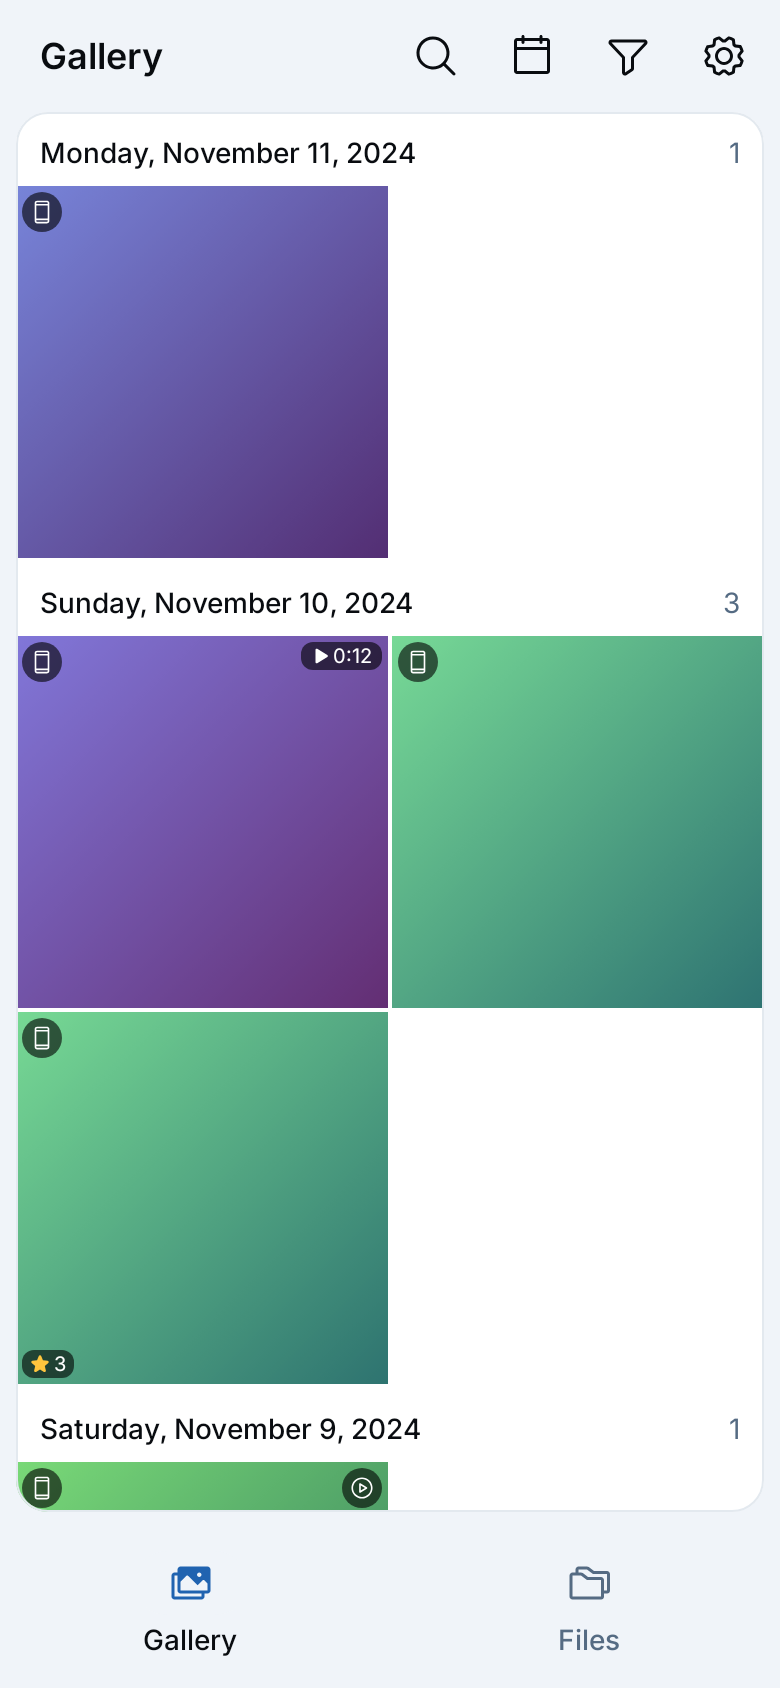 Gallery
Monday, November 11, 2024 1
Sunday, November 10, 2024 3
0:12
3
Saturday, November 9, 2024 1
Gallery Files